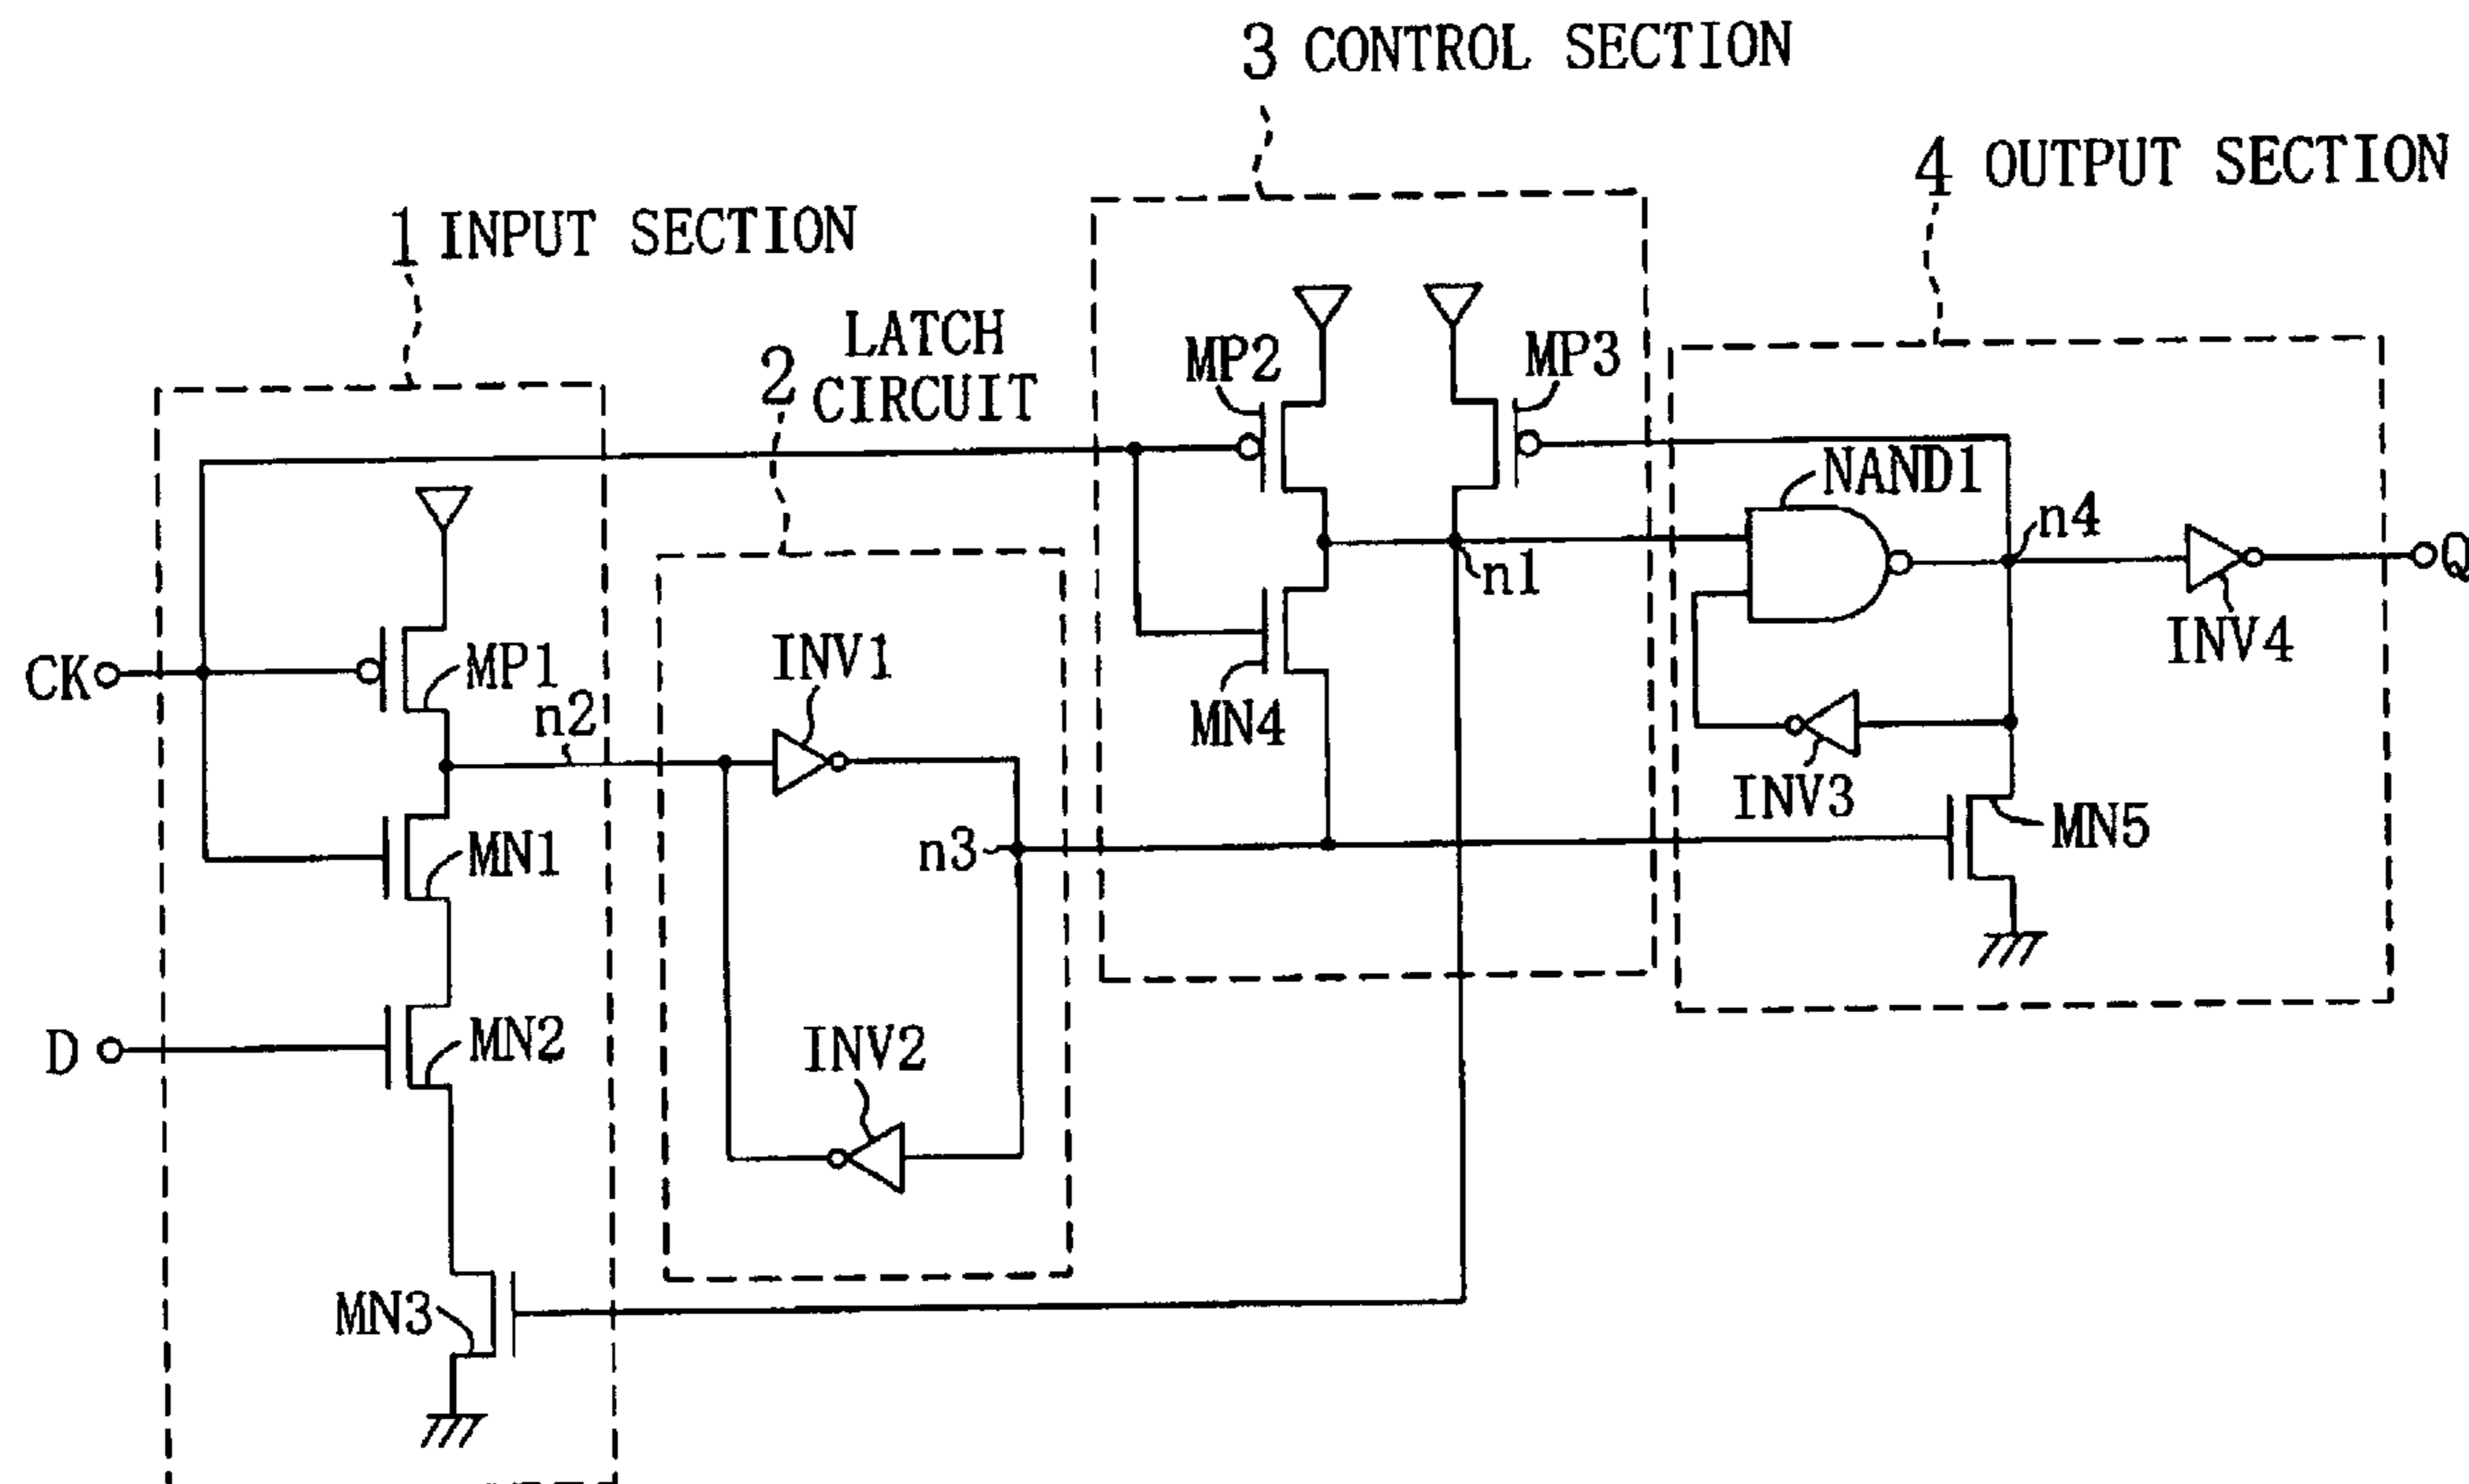 3 CONTROL SECTION
4 OUTPUT SECTION
1 INPUT SECTION
2 LATCH
CIRCUIT
MP2
MP3
NAND1
n4
Q
n1
INV4
CK
MP1
n2
INV1
MN4
INV3
MN5
n3
MN1
D
MN2
INV2
MN3